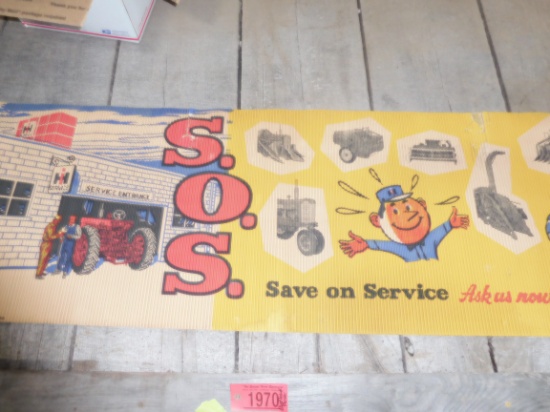 SERVICE ENTRANCE
S.O.S.
Save on Service
Ask us now
1970